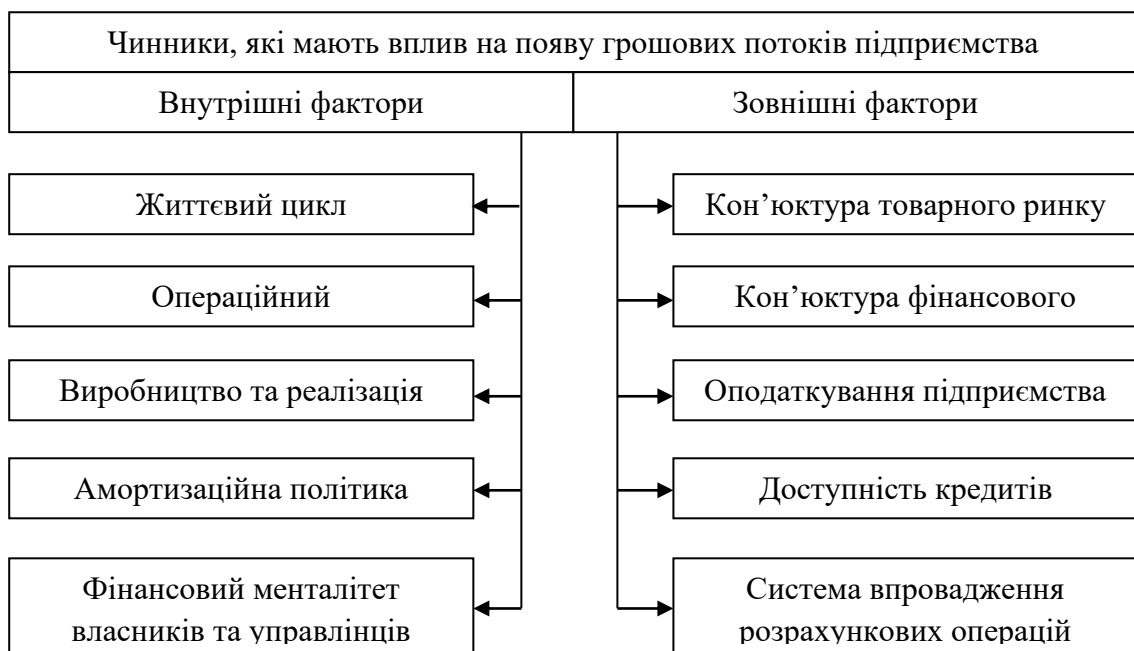 Чинники, які мають вплив на появу грошових потоків підприємства
Внутрішні фактори
Зовнішні фактори
Життєвий цикл
Кон’юктура товарного ринку
Операційний
Кон’юктура фінансового
Виробництво та реалізація
Оподаткування підприємства
Амортизаційна політика
Доступність кредитів
Фінансовий менталітет
власників та управлінців
Система впровадження
розрахункових операцій